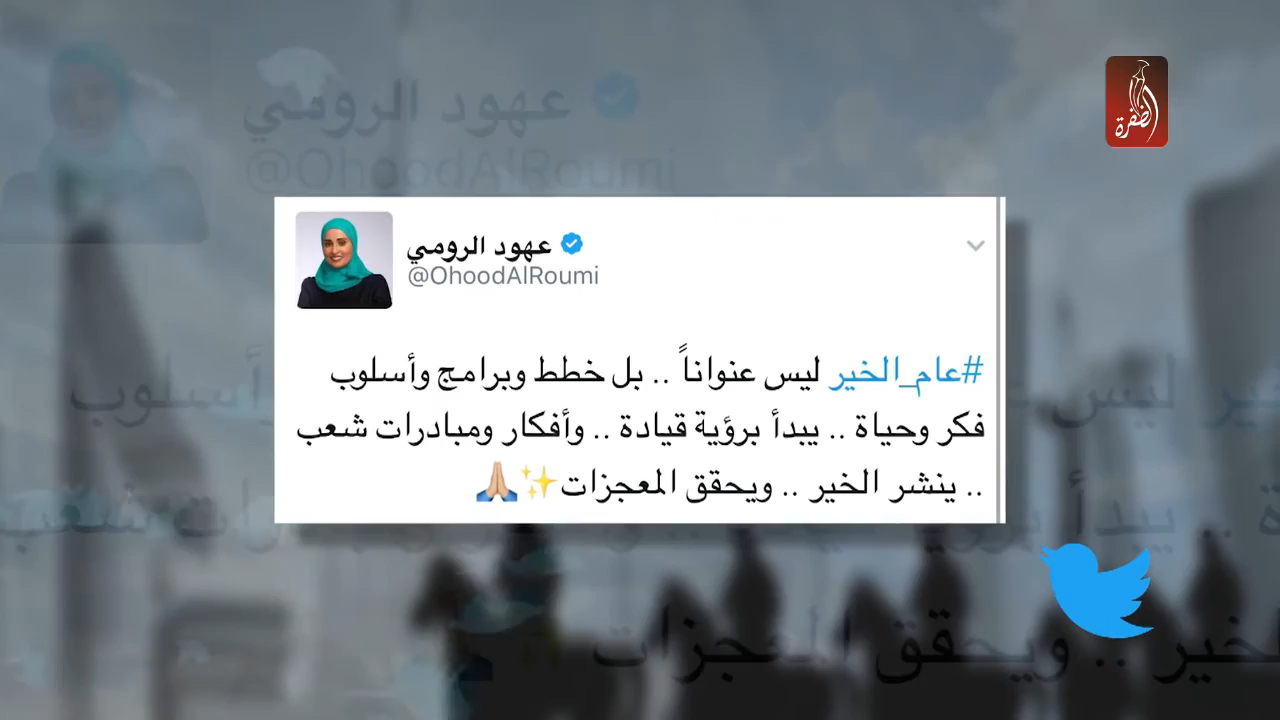 الظفرة
عهود الرومي
@OhoodAlRoumi
#عام_الخير ليس عنواناً .. بل خطط وبرامج وأسلوب
فكر وحياة .. يبدأ برؤية قيادة .. وأفكار ومبادرات شعب
.. ينشر الخير .. ويحقق المعجزات✨🙏🏼